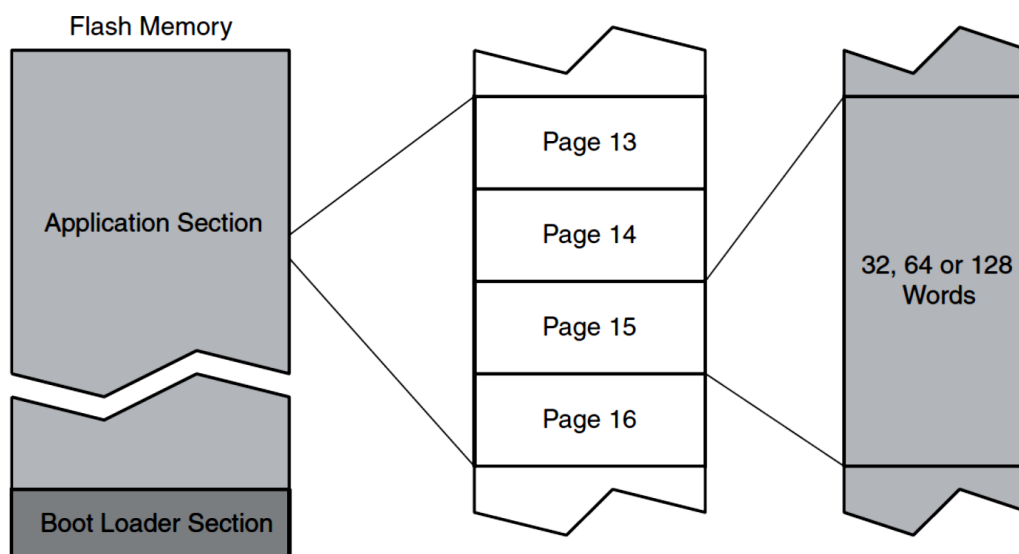 Flash Memory
Application Section
Boot Loader Section
Page 13
Page 14
Page 15
Page 16
32, 64 or 128
Words